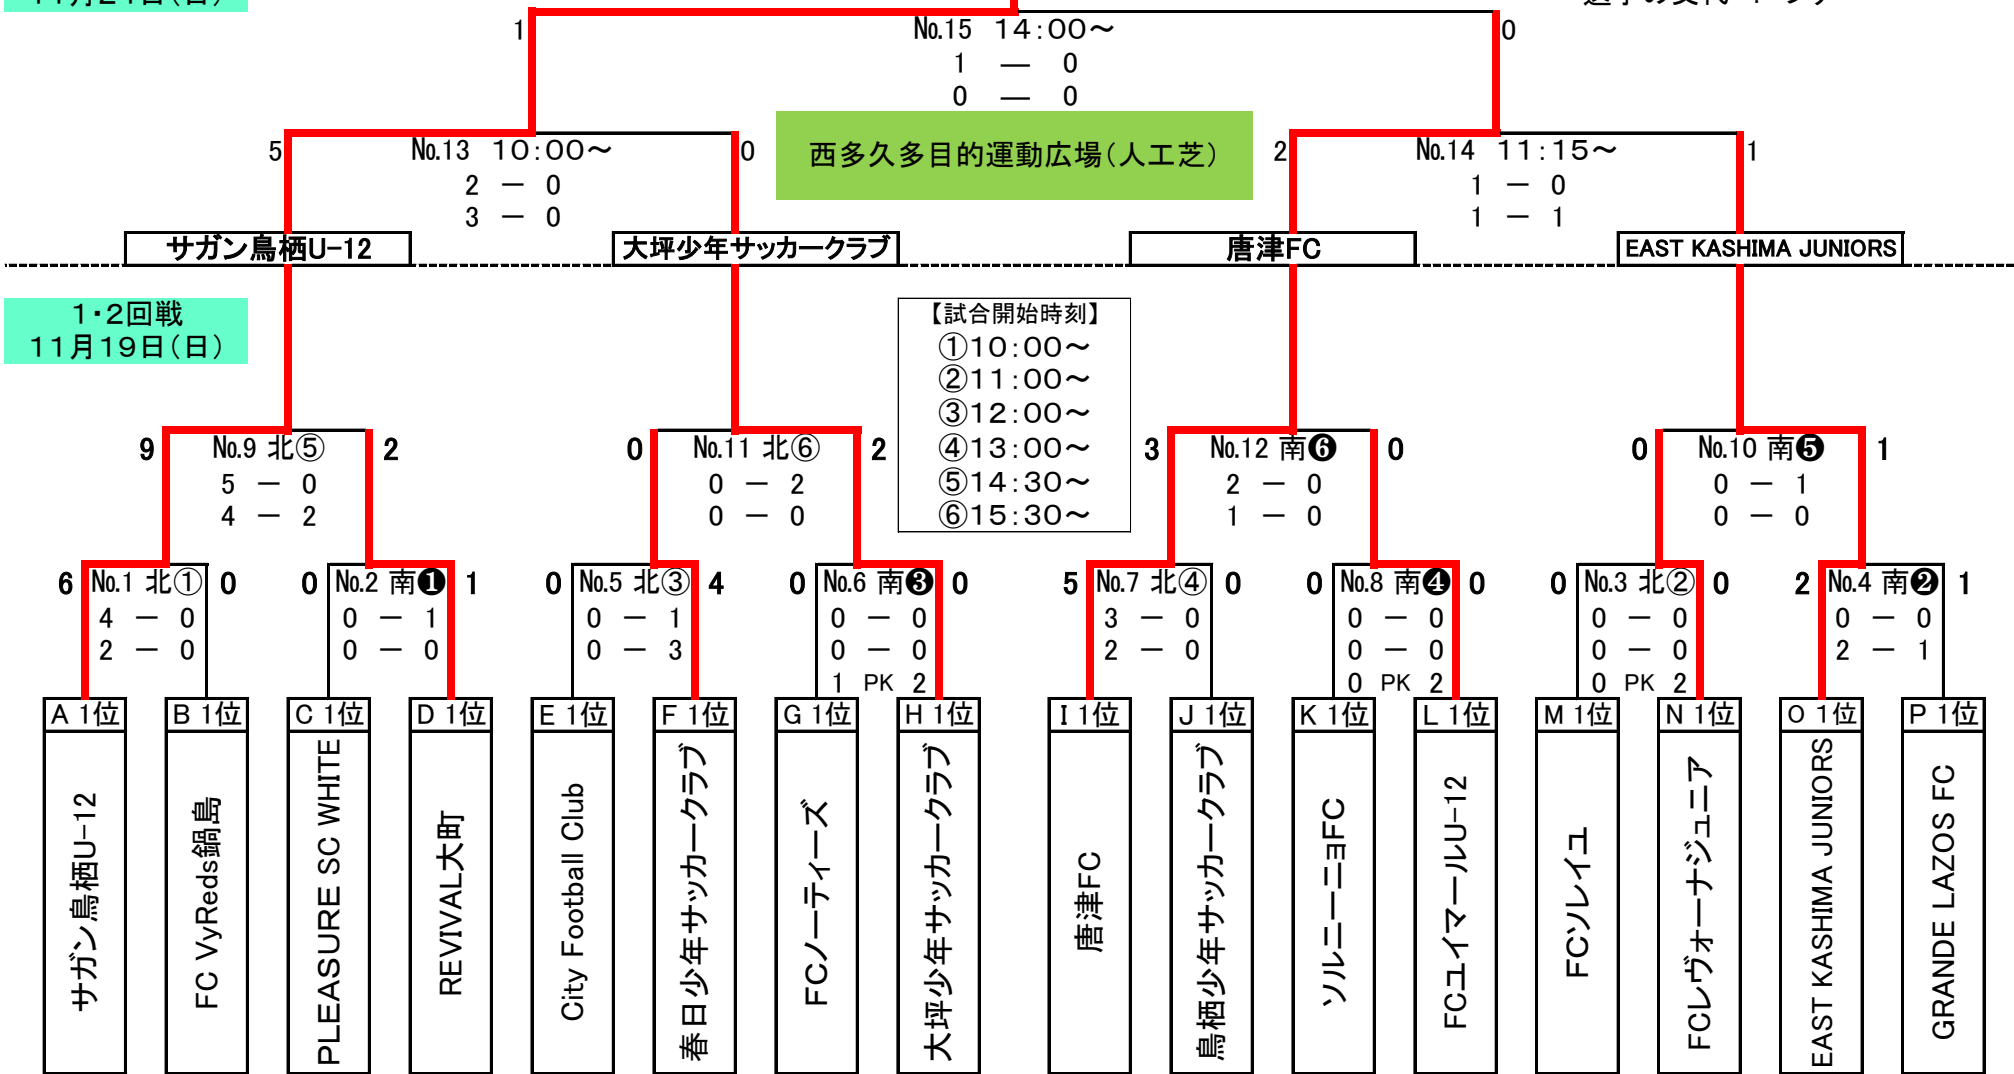 1 No.15 14:00～ 0
1 ― 0
0 ― 0
5 No.13 10:00～ 0
2 － 0
3 － 0
西多久多目的運動広場(人工芝)
2 No.14 11:15～ 1
1 － 0
1 － 1
サガン鳥栖U-12 大坪少年サッカークラブ 唐津FC EAST KASHIMA JUNIORS
1・2回戦
11月19日(日)
【試合開始時刻】
①10:00～
②11:00～
③12:00～
④13:00～
⑤14:30～
⑥15:30～
9 No.9 北⑤ 2
5 － 0
4 － 2
0 No.11 北⑥ 2
0 － 2
0 － 0
3 No.12 南❻ 0
2 － 0
1 － 0
0 No.10 南❺ 1
0 － 1
0 － 0
6 No.1 北① 0
4 － 0
2 － 0
0 No.2 南❶ 1
0 － 1
0 － 0
0 No.5 北③ 4
0 － 1
0 － 3
0 No.6 南❸ 0
0 － 0
0 － 0
1 PK 2
5 No.7 北④ 0
3 － 0
2 － 0
0 No.8 南❹ 0
0 － 0
0 － 0
0 PK 2
0 No.3 北② 0
0 － 0
0 － 0
0 PK 2
2 No.4 南❷ 1
0 － 0
2 － 1
A 1位 B 1位 C 1位 D 1位 E 1位 F 1位 G 1位 H 1位 I 1位 J 1位 K 1位 L 1位 M 1位 N 1位 O 1位 P 1位
サガン鳥栖U-12
FC VyReds鍋島
PLEASURE SC WHITE
REVIVAL大町
City Football Club
春日少年サッカークラブ
FCノーティーズ
大坪少年サッカークラブ
唐津FC
鳥栖少年サッカークラブ
ソルニーニョFC
FCユイマールU-12
FCソレイユ
FCレヴォーナジュニア
EAST KASHIMA JUNIORS
GRANDE LAZOS FC